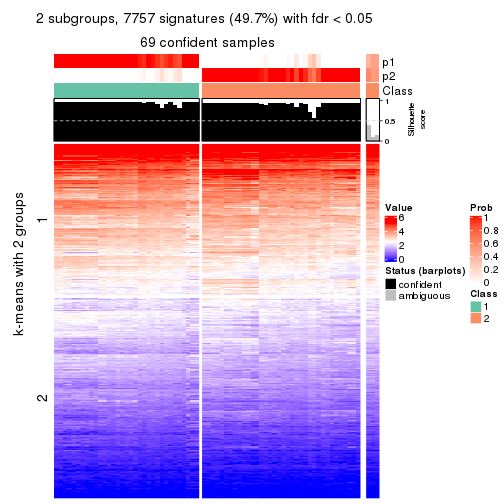 2 subgroups, 7757 signatures (49.7%) with fdr < 0.05
69 confident samples
p1
p2
Class
1
0.5
0
Silhouette
score
k-means with 2 groups
1
2
Value
6
4
2
0
Status (barplots)
confident
ambiguous
Prob
1
0.8
0.6
0.4
0.2
0
Class
1
2